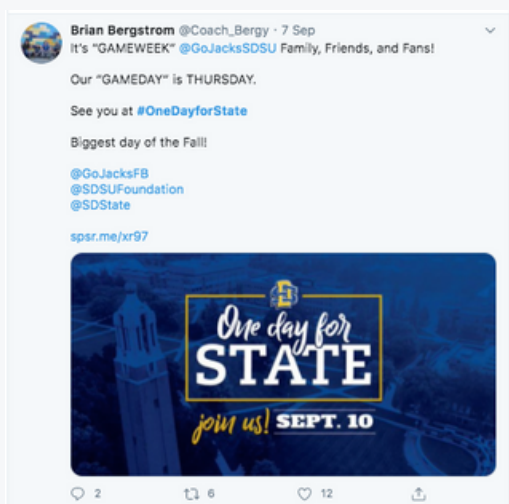 Brian Bergstrom @Coach_Bergy · 7 Sep
It's "GAMEWEEK" @GoJacksSDSU Family, Friends, and Fans!
Our "GAMEDAY" is THURSDAY.
See you at #OneDayforState
Biggest day of the Fall!
@GoJacksFB
@SDSUFoundation
@SDState
spsr.me/xr97
One day for
STATE
join us! SEPT. 10
2 6 12